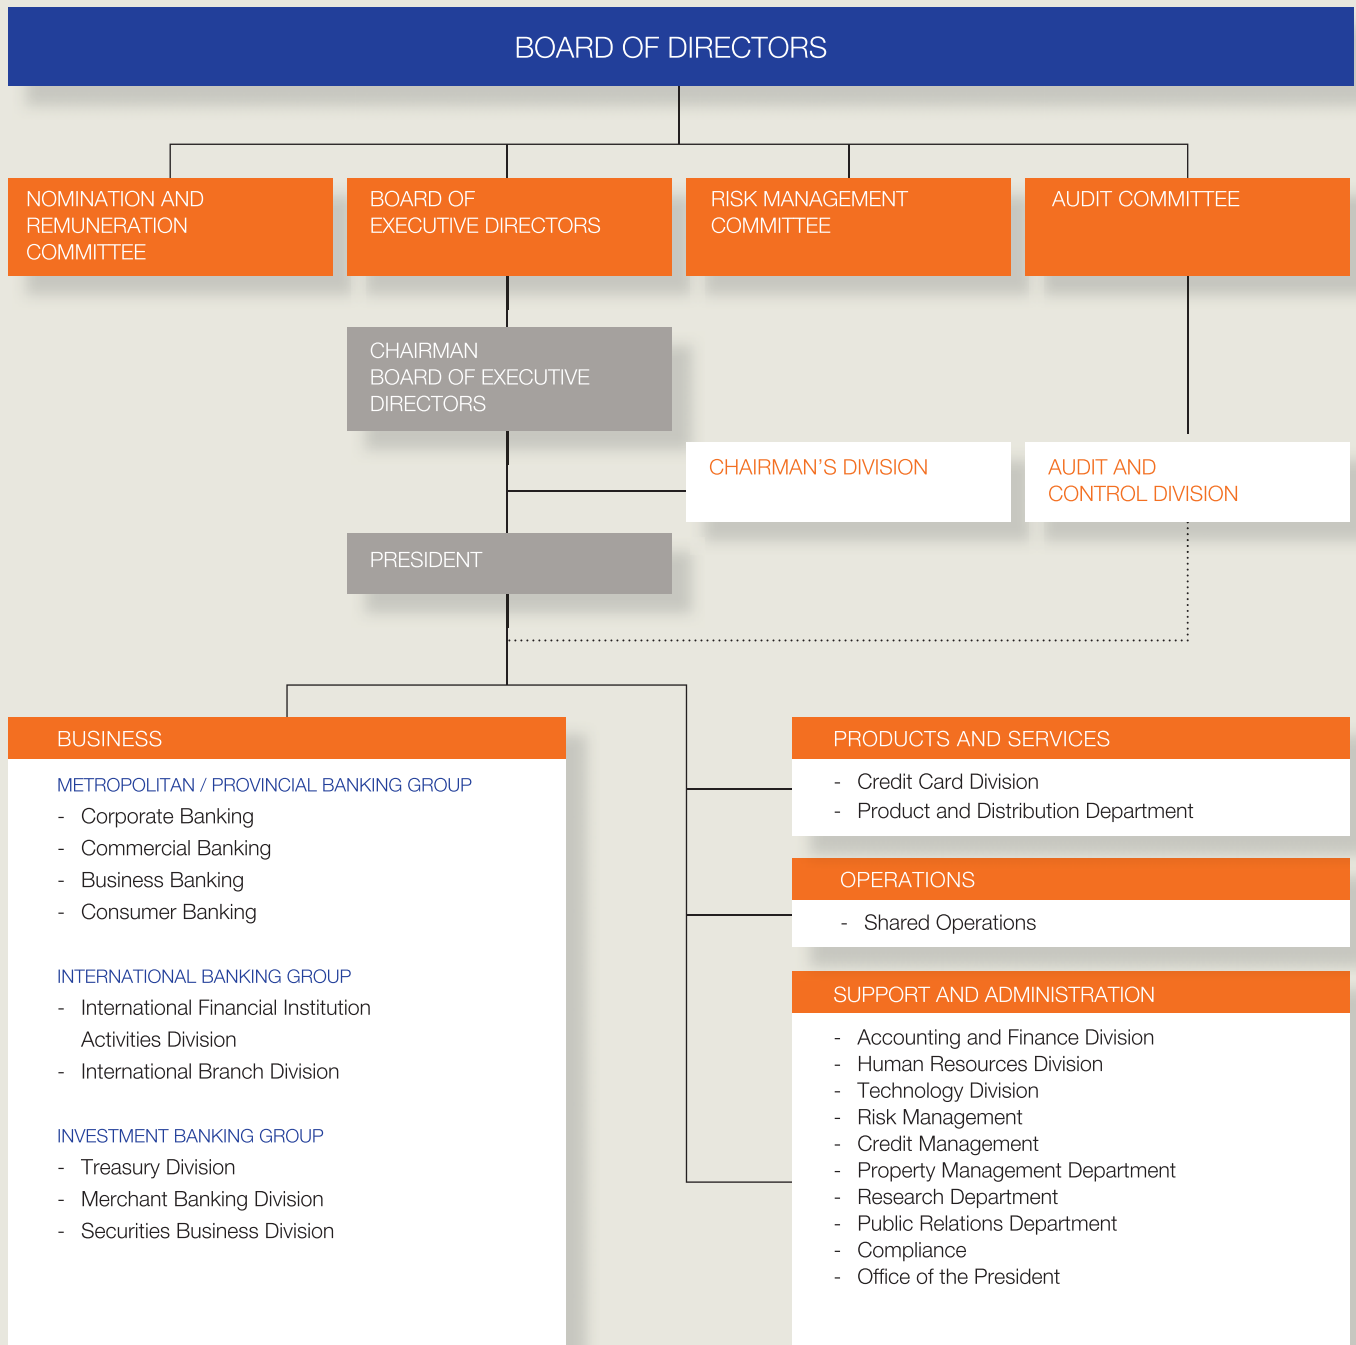 BOARD OF DIRECTORS
NOMINATION AND
REMUNERATION
COMMITTEE
BOARD OF
EXECUTIVE DIRECTORS
RISK MANAGEMENT
COMMITTEE
AUDIT COMMITTEE
CHAIRMAN
BOARD OF EXECUTIVE
DIRECTORS
CHAIRMAN’S DIVISION
AUDIT AND
CONTROL DIVISION
PRESIDENT
BUSINESS
METROPOLITAN / PROVINCIAL BANKING GROUP
- Corporate Banking
- Commercial Banking
- Business Banking
- Consumer Banking
INTERNATIONAL BANKING GROUP
- International Financial Institution
Activities Division
- International Branch Division
INVESTMENT BANKING GROUP
- Treasury Division
- Merchant Banking Division
- Securities Business Division
PRODUCTS AND SERVICES
- Credit Card Division
- Product and Distribution Department
OPERATIONS
- Shared Operations
SUPPORT AND ADMINISTRATION
- Accounting and Finance Division
- Human Resources Division
- Technology Division
- Risk Management
- Credit Management
- Property Management Department
- Research Department
- Public Relations Department
- Compliance
- Office of the President